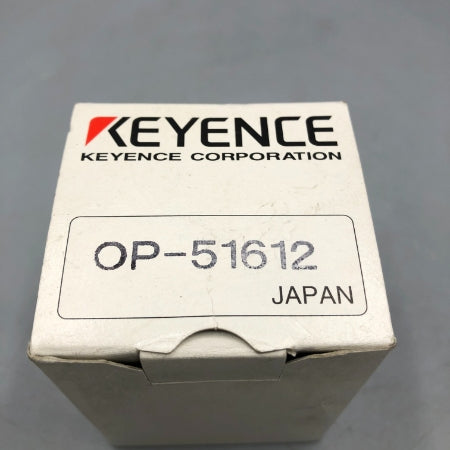 KEYENCE
KEYENCE CORPORATION
OP-51612
JAPAN